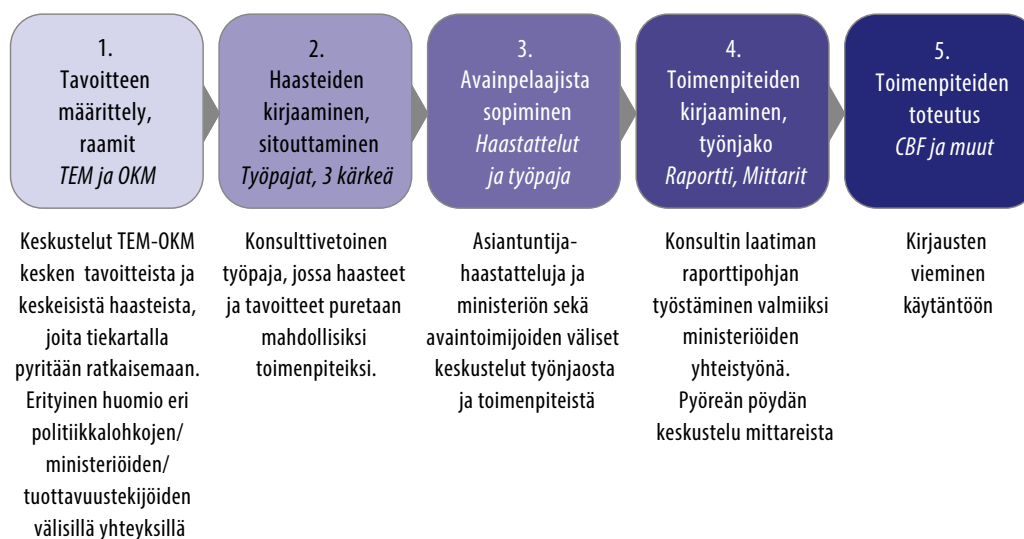 1.
Tavoitteen
määrittely,
raamit
TEM ja OKM
2.
Haasteiden
kirjaaminen,
sitouttaminen
Työpajat, 3 kärkeä
3.
Avainpelaajista
sopiminen
Haastattelut
ja työpaja
4.
Toimenpiteiden
kirjaaminen,
työnjako
Raportti, Mittarit
5.
Toimenpiteiden
toteutus
CBF ja muut
Keskustelut TEM-OKM
kesken tavoitteista ja
keskeisistä haasteista,
joita tiekartalla
pyritään ratkaisemaan.
Erityinen huomio eri
politiikkalohkojen/
ministeriöiden/
tuottavuustekijöiden
välisillä yhteyksillä
Konsulttivetoinen
työpaja, jossa haasteet
ja tavoitteet puretaan
mahdollisiksi
toimenpiteiksi.
Asiantuntija-
haastatteluja ja
ministeriön sekä
avaintoimijoiden väliset
keskustelut työnjaosta
ja toimenpiteistä
Konsultin laatiman
raporttipohjan
työstäminen valmiiksi
ministeriöiden
yhteistyönä.
Pyöreän pöydän
keskustelu mittareista
Kirjausten
vieminen
käytäntöön